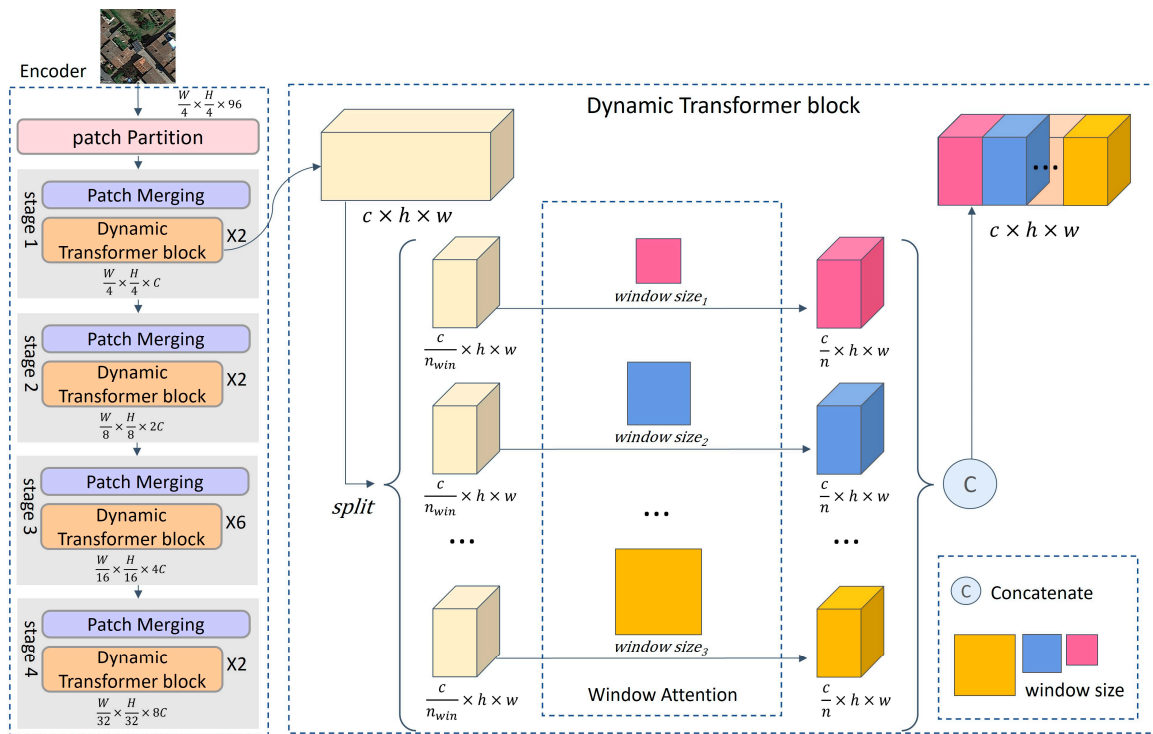 Encoder
W/4 × H/4 × 96
patch Partition
stage 1
Patch Merging
Dynamic
Transformer block
X2
W/4 × H/4 × C
stage 2
Patch Merging
Dynamic
Transformer block
X2
W/8 × H/8 × 2C
stage 3
Patch Merging
Dynamic
Transformer block
X6
W/16 × H/16 × 4C
stage 4
Patch Merging
Dynamic
Transformer block
X2
W/32 × H/32 × 8C
Dynamic Transformer block
c × h × w
split
c/n_win × h × w
c/n_win × h × w
...
c/n_win × h × w
window size₁
window size₂
...
window size₃
Window Attention
c/n × h × w
c/n × h × w
...
c/n × h × w
C
...
c × h × w
C Concatenate
window size